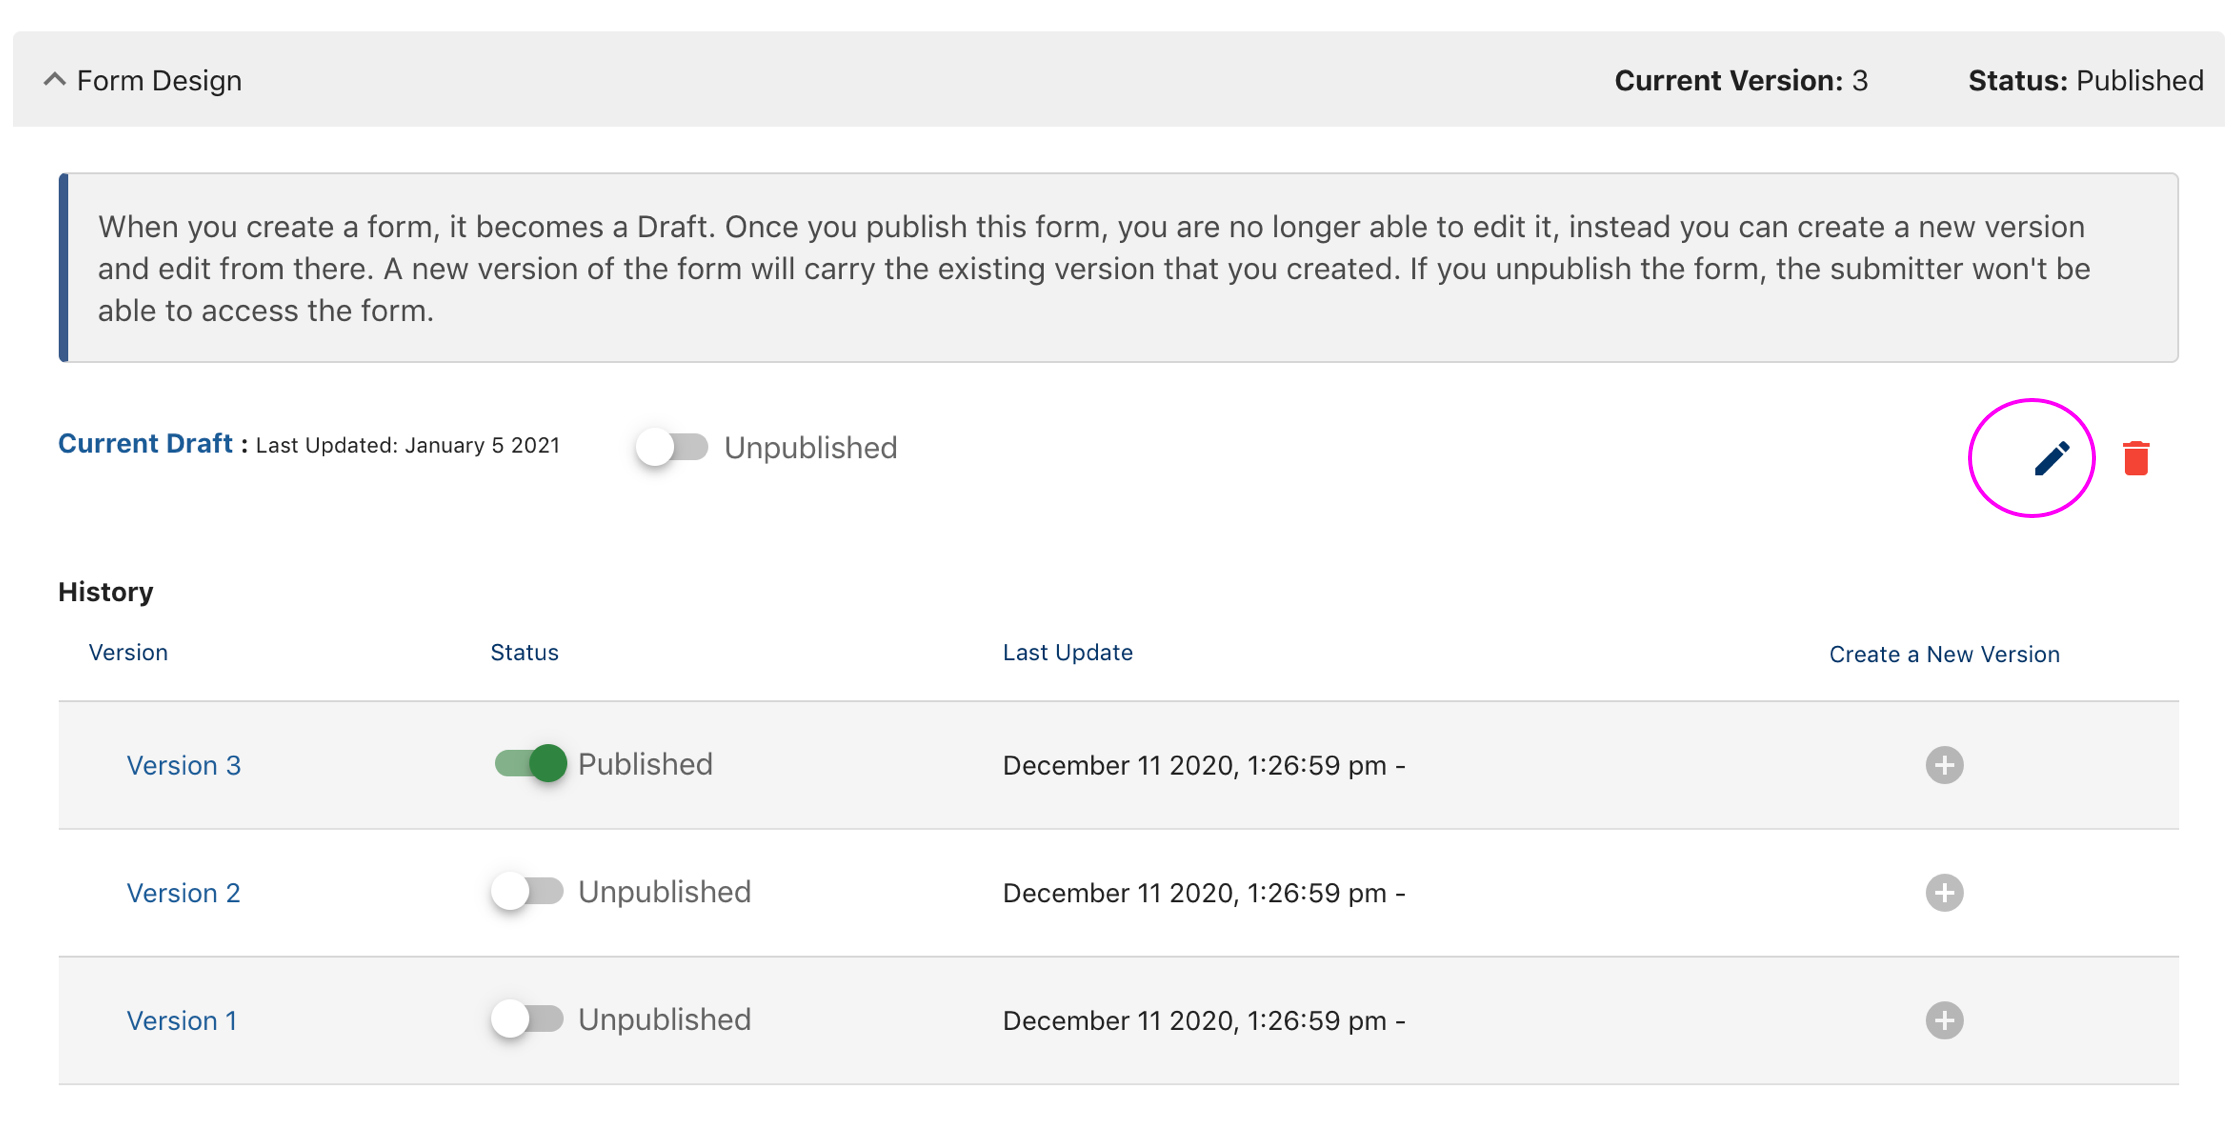 Form Design
Current Version: 3
Status: Published
When you create a form, it becomes a Draft. Once you publish this form, you are no longer able to edit it, instead you can create a new version
and edit from there. A new version of the form will carry the existing version that you created. If you unpublish the form, the submitter won't be
able to access the form.
Current Draft : Last Updated: January 5 2021
Unpublished
History
Version
Status
Last Update
Create a New Version
Version 3
Published
December 11 2020, 1:26:59 pm -
Version 2
Unpublished
December 11 2020, 1:26:59 pm -
Version 1
Unpublished
December 11 2020, 1:26:59 pm -